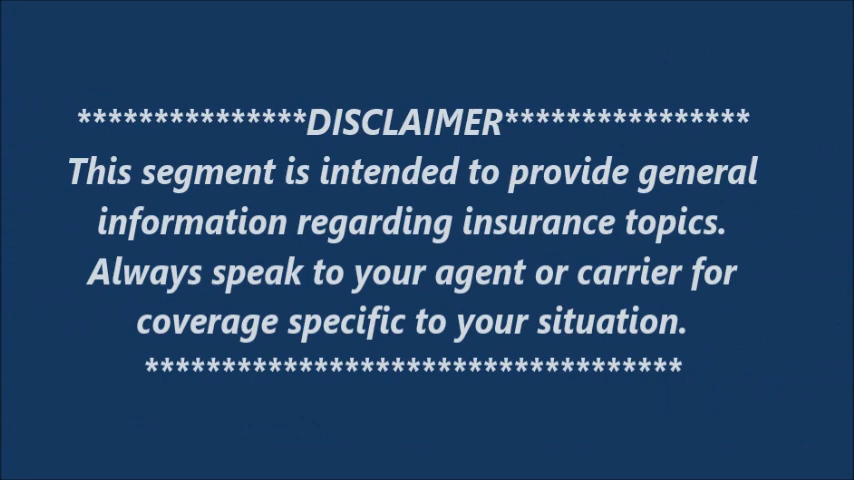 ***************DISCLAIMER****************
This segment is intended to provide general
information regarding insurance topics.
Always speak to your agent or carrier for
coverage specific to your situation.
***********************************